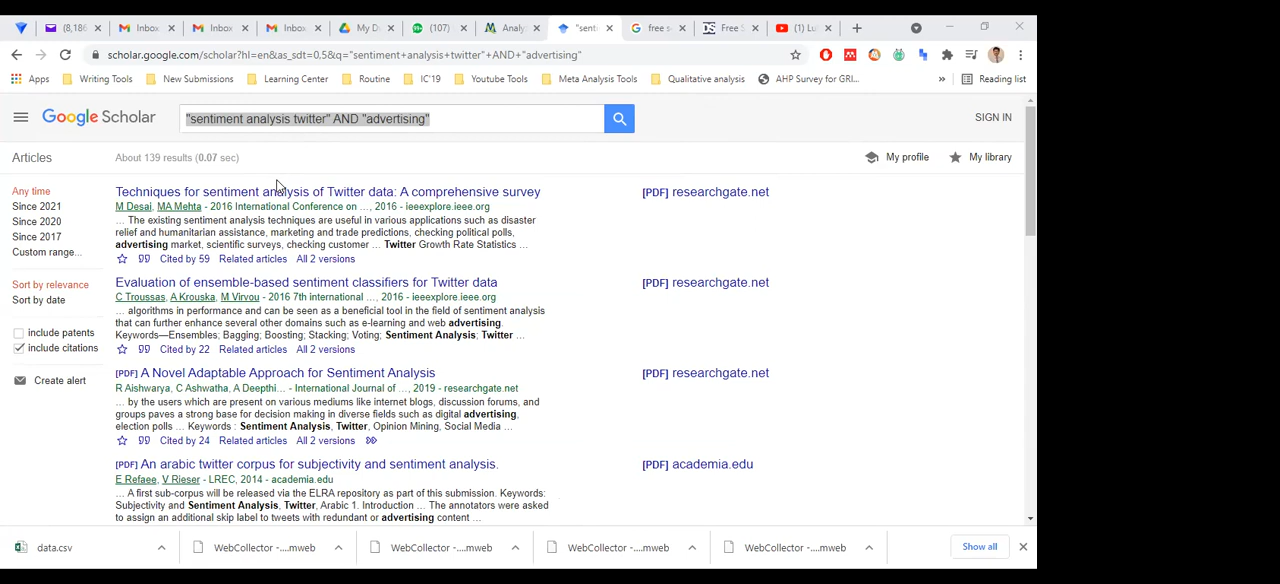 (8,186
Inbox
Inbox
Inbox
My D
(107)
Analy
"senti
free s
Free S
(1) Lu
scholar.google.com/scholar?hl=en&as_sdt=0,5&q="sentiment+analysis+twitter"+AND+"advertising"
Apps
Writing Tools
New Submissions
Learning Center
Routine
IC'19
Youtube Tools
Meta Analysis Tools
Qualitative analysis
AHP Survey for GRI...
»
Reading list
Google Scholar
"sentiment analysis twitter" AND "advertising"
SIGN IN
Articles
About 139 results (0.07 sec)
My profile
My library
Any time
Since 2021
Since 2020
Since 2017
Custom range...
Sort by relevance
Sort by date
include patents
include citations
Create alert
Techniques for sentiment analysis of Twitter data: A comprehensive survey
M Desai, MA Mehta - 2016 International Conference on …, 2016 - ieeexplore.ieee.org
… The existing sentiment analysis techniques are useful in various applications such as disaster
relief and humanitarian assistance, marketing and trade predictions, checking political polls,
advertising market, scientific surveys, checking customer … Twitter Growth Rate Statistics …
Cited by 59 Related articles All 2 versions
[PDF] researchgate.net
Evaluation of ensemble-based sentiment classifiers for Twitter data
C Troussas, A Krouska, M Virvou - 2016 7th international …, 2016 - ieeexplore.ieee.org
… algorithms in performance and can be seen as a beneficial tool in the field of sentiment analysis
that can further enhance several other domains such as e-learning and web advertising.
Keywords—Ensembles; Bagging; Boosting; Stacking; Voting; Sentiment Analysis; Twitter …
Cited by 22 Related articles All 2 versions
[PDF] researchgate.net
[PDF] A Novel Adaptable Approach for Sentiment Analysis
R Aishwarya, C Ashwatha, A Deepthi… - International Journal of …, 2019 - researchgate.net
… by the users which are present on various mediums like internet blogs, discussion forums, and
groups paves a strong base for decision making in diverse fields such as digital advertising,
election polls … Keywords : Sentiment Analysis, Twitter, Opinion Mining, Social Media …
Cited by 24 Related articles All 2 versions
[PDF] researchgate.net
[PDF] An arabic twitter corpus for subjectivity and sentiment analysis.
E Refaee, V Rieser - LREC, 2014 - academia.edu
… A first sub-corpus will be released via the ELRA repository as part of this submission. Keywords:
Subjectivity and Sentiment Analysis, Twitter, Arabic 1. Introduction … The annotators were asked
to assign an additional skip label to tweets with redundant or advertising content …
[PDF] academia.edu
data.csv
WebCollector -....mweb
WebCollector -....mweb
WebCollector -....mweb
WebCollector -....mweb
Show all